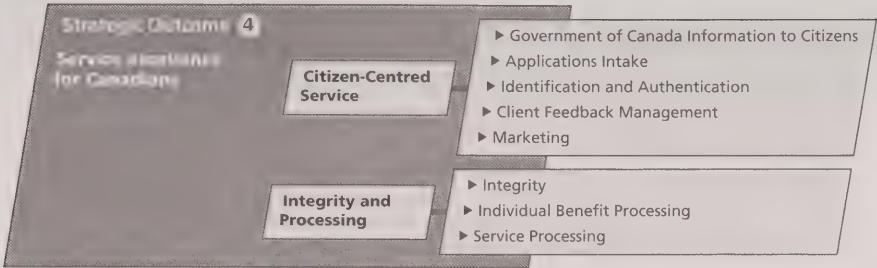 Strategic Outcome 4
Service excellence
for Canadians
Citizen-Centred
Service
▶ Government of Canada Information to Citizens
▶ Applications Intake
▶ Identification and Authentication
▶ Client Feedback Management
▶ Marketing
Integrity and
Processing
▶ Integrity
▶ Individual Benefit Processing
▶ Service Processing